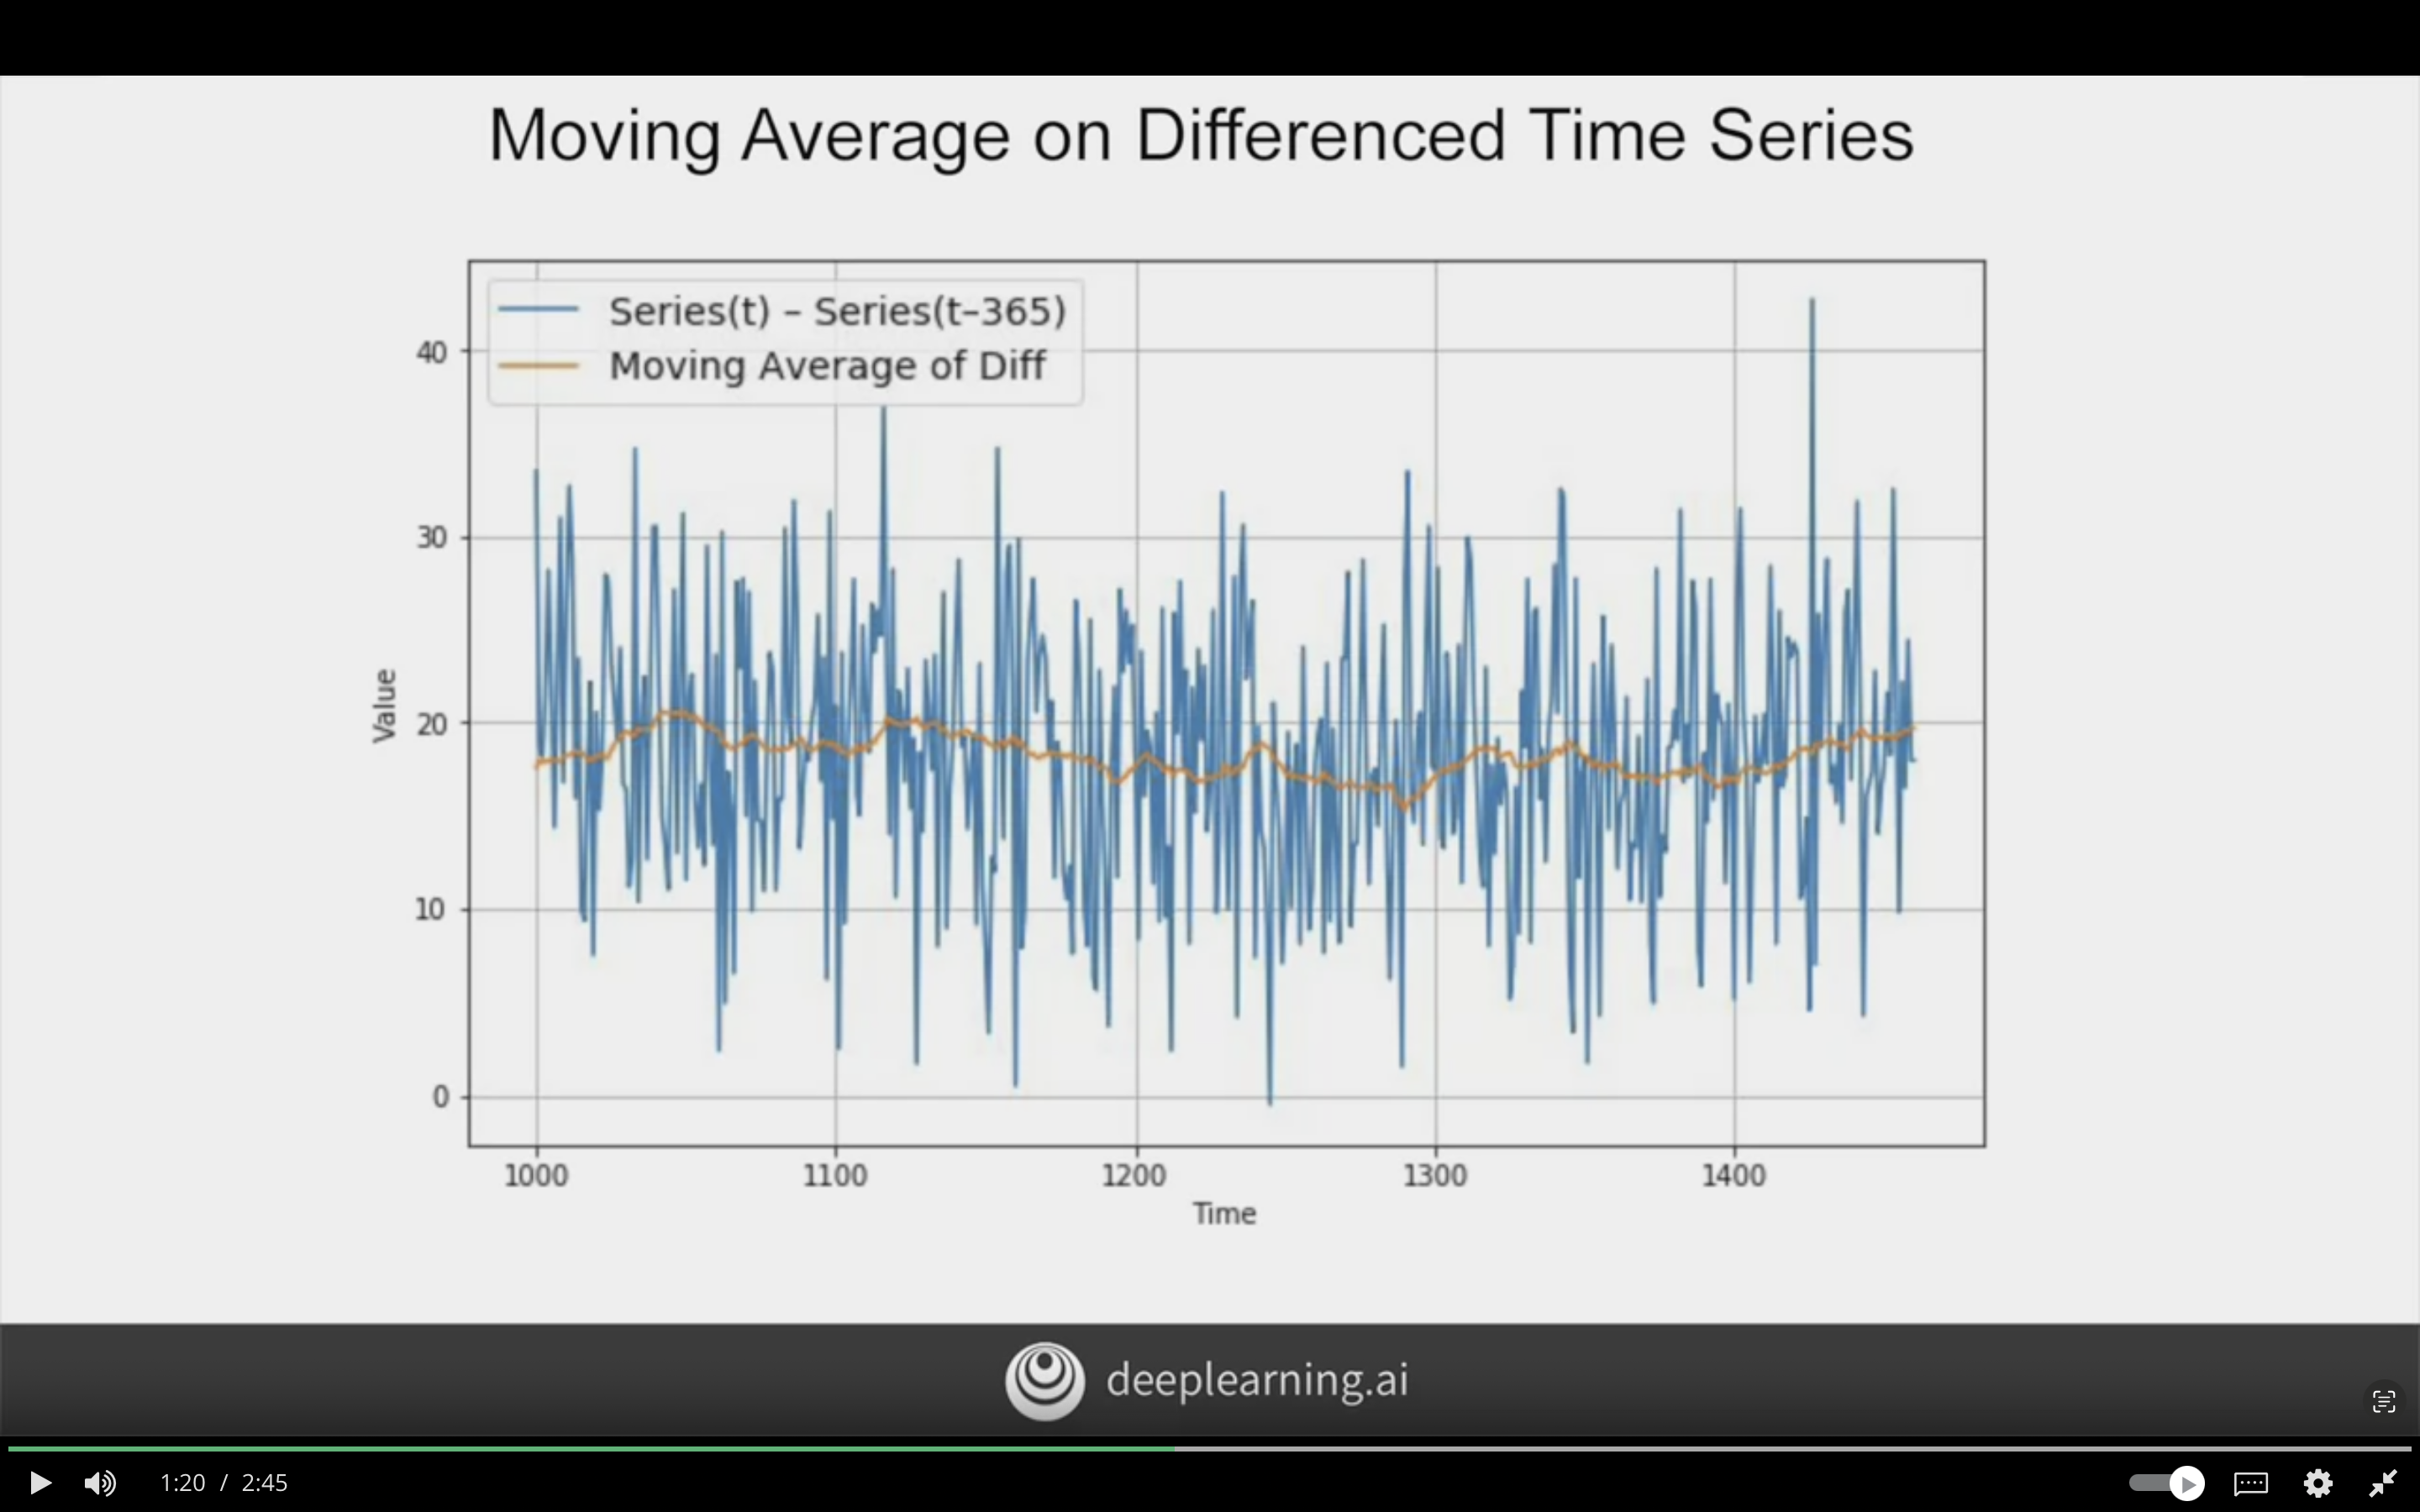 Moving Average on Differenced Time Series
Series(t) – Series(t–365)
Moving Average of Diff
40
30
20
10
0
Value
1000 1100 1200 1300 1400
Time
deeplearning.ai
1:20 / 2:45